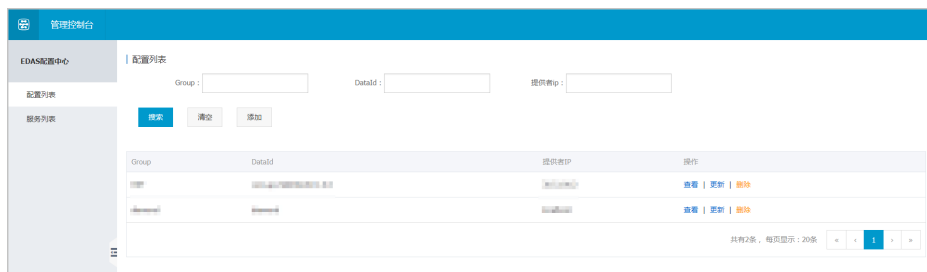 管理控制台
EDAS配置中心
配置列表
服务列表
配置列表
Group :
DataId :
提供者ip :
搜索 清空 添加
Group DataId 提供者IP 操作
查看 | 更新 | 删除
查看 | 更新 | 删除
共有2条， 每页显示：20条 « ‹ 1 › »